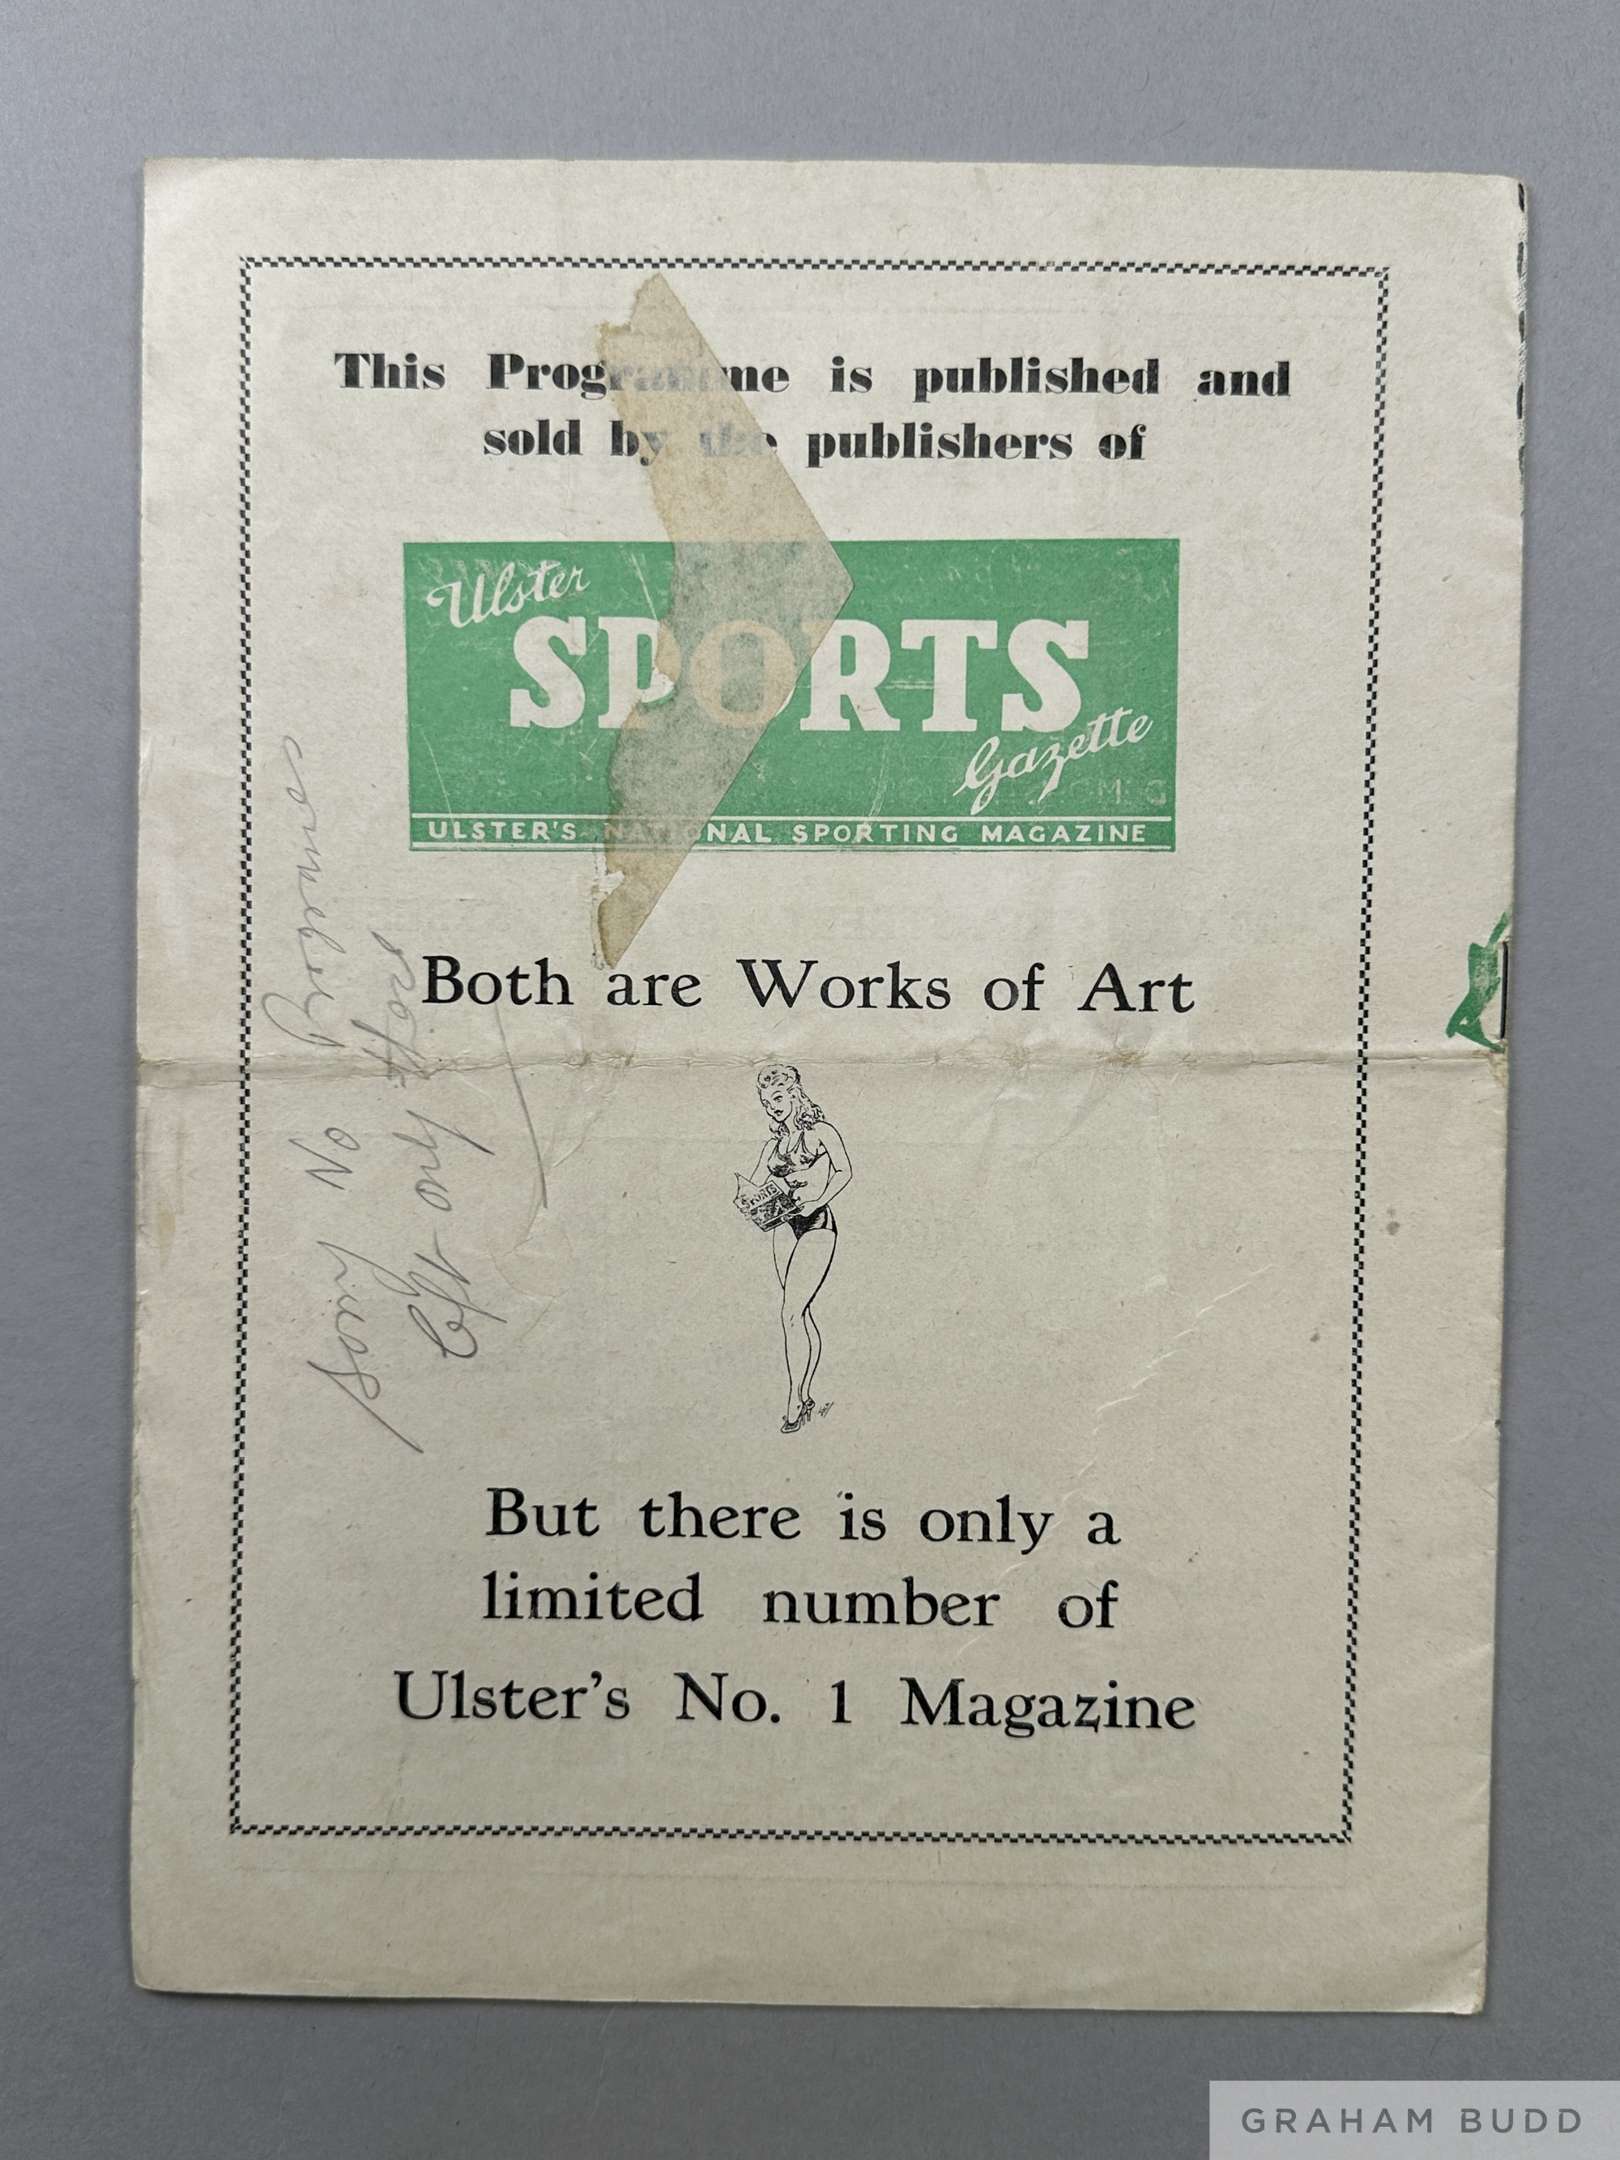 This Programme is published and
sold by the publishers of
Ulster
SPORTS
Gazette
ULSTER'S NATIONAL SPORTING MAGAZINE
Both are Works of Art
SPORTS
But there is only a
limited number of
Ulster's No. 1 Magazine
GRAHAM BUDD